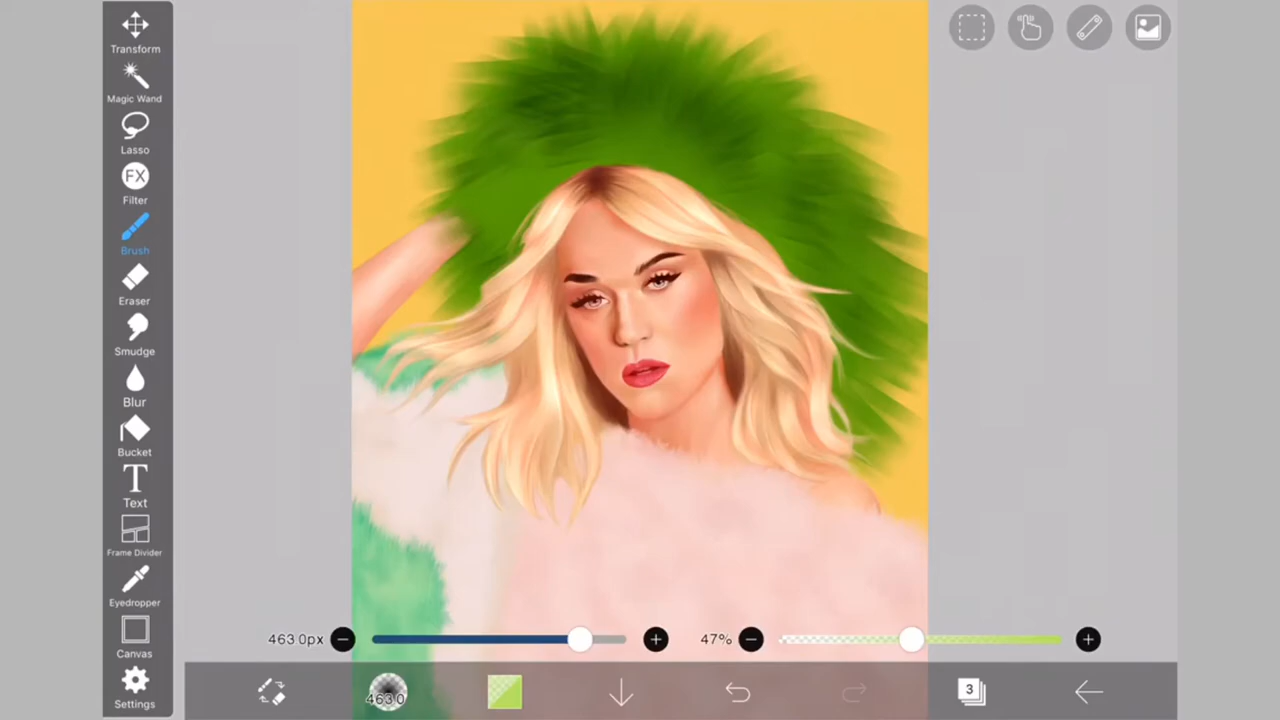 Transform
Magic Wand
Lasso
FX
Filter
Brush
Eraser
Smudge
Blur
Bucket
T
Text
Frame Divider
Eyedropper
Canvas
Settings
463.0px
47%
463.0
3